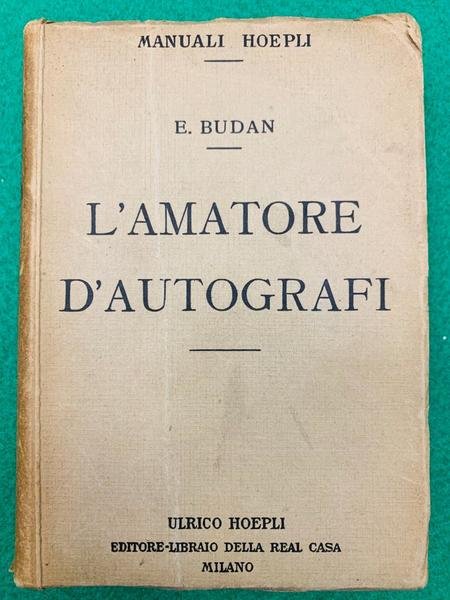 MANUALI HOEPLI
E. BUDAN
L'AMATORE
D'AUTOGRAFI
ULRICO HOEPLI
EDITORE-LIBRAIO DELLA REAL CASA
MILANO